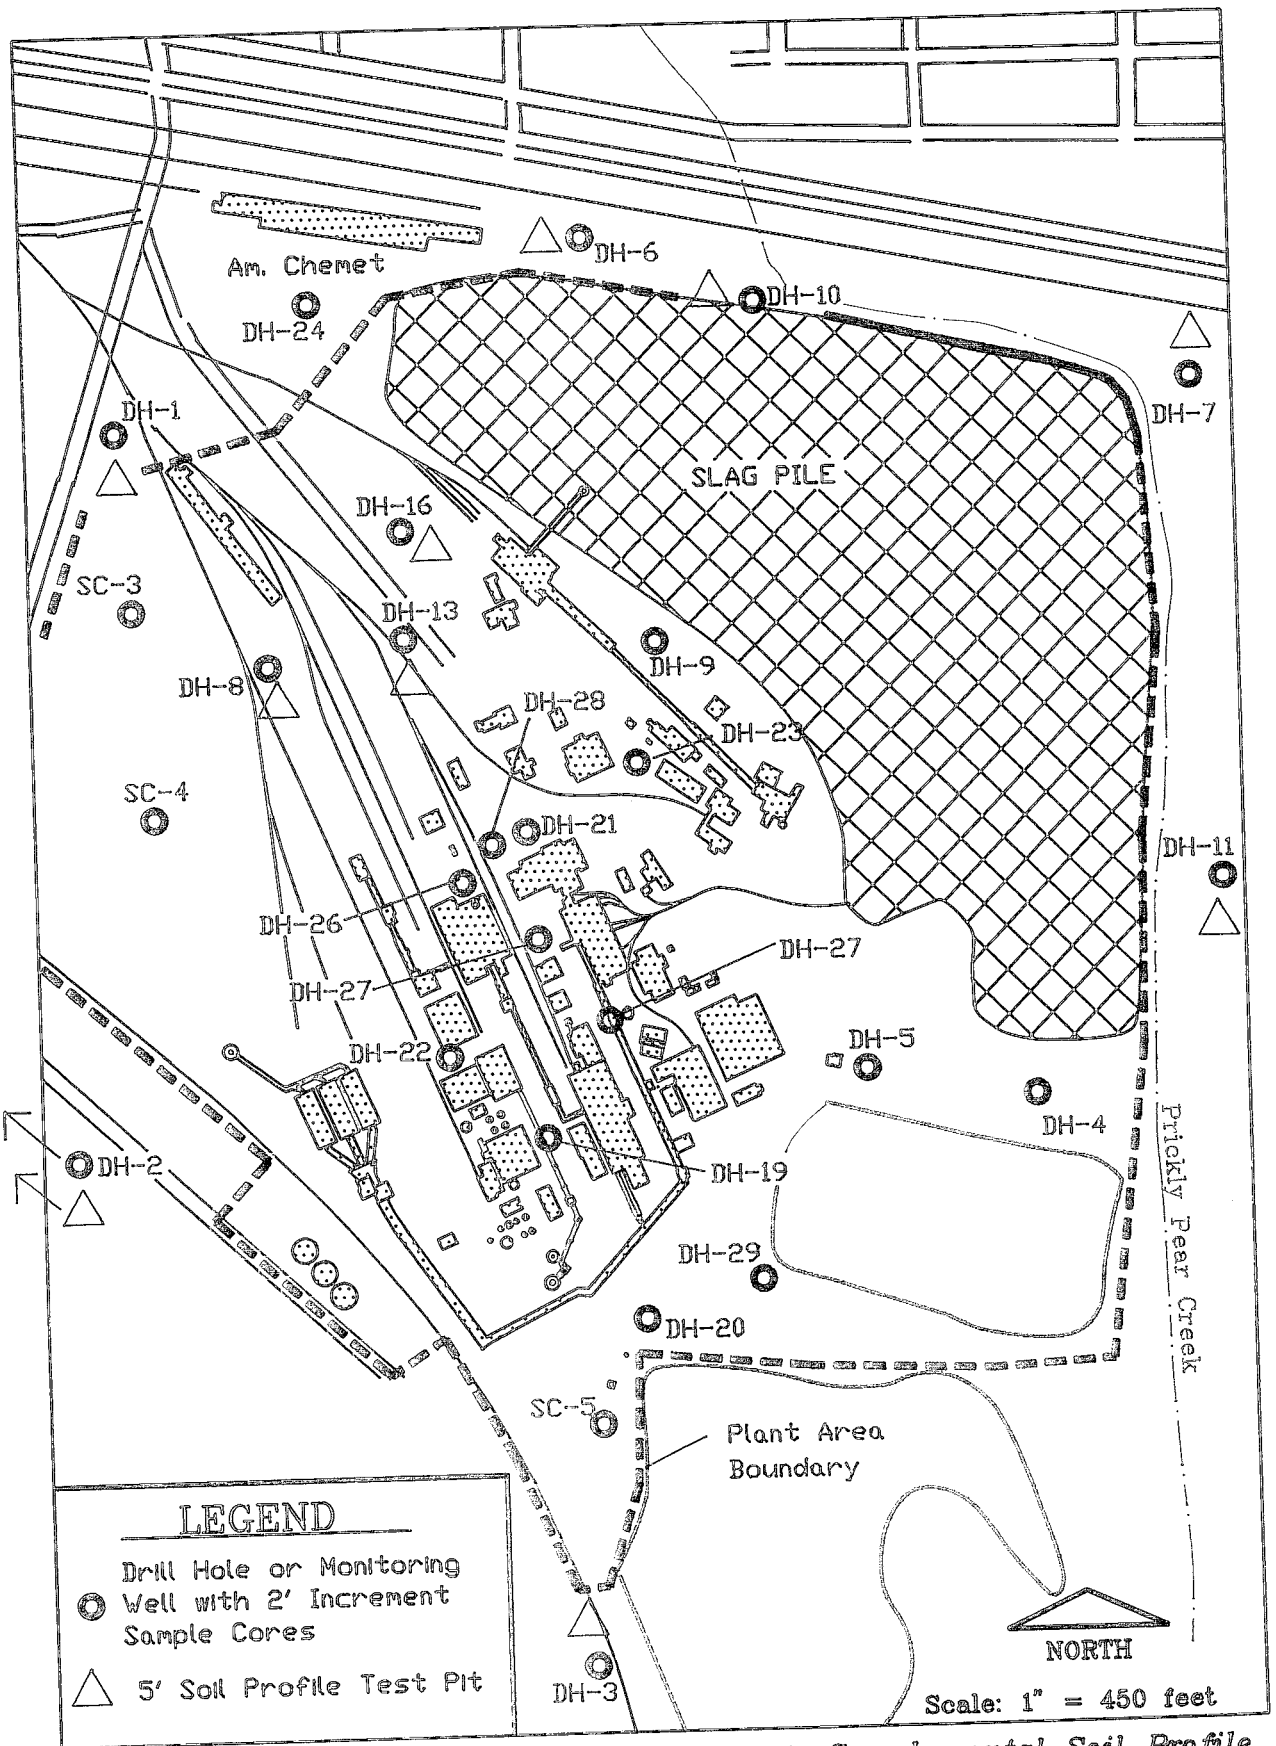 DH-6
Am. Chemet
DH-10
DH-24
DH-7
DH-1
SLAG PILE
DH-16
SC-3
DH-13
DH-9
DH-8
DH-28
DH-23
SC-4
DH-21
DH-11
DH-26
DH-27
DH-27
DH-5
DH-22
DH-4
Prickly Pear Creek
DH-2
DH-19
DH-29
DH-20
SC-5
Plant Area
Boundary
LEGEND
Drill Hole or Monitoring
Well with 2' Increment
Sample Cores
5' Soil Profile Test Pit
NORTH
DH-3
Scale: 1" = 450 feet
Soil Profile